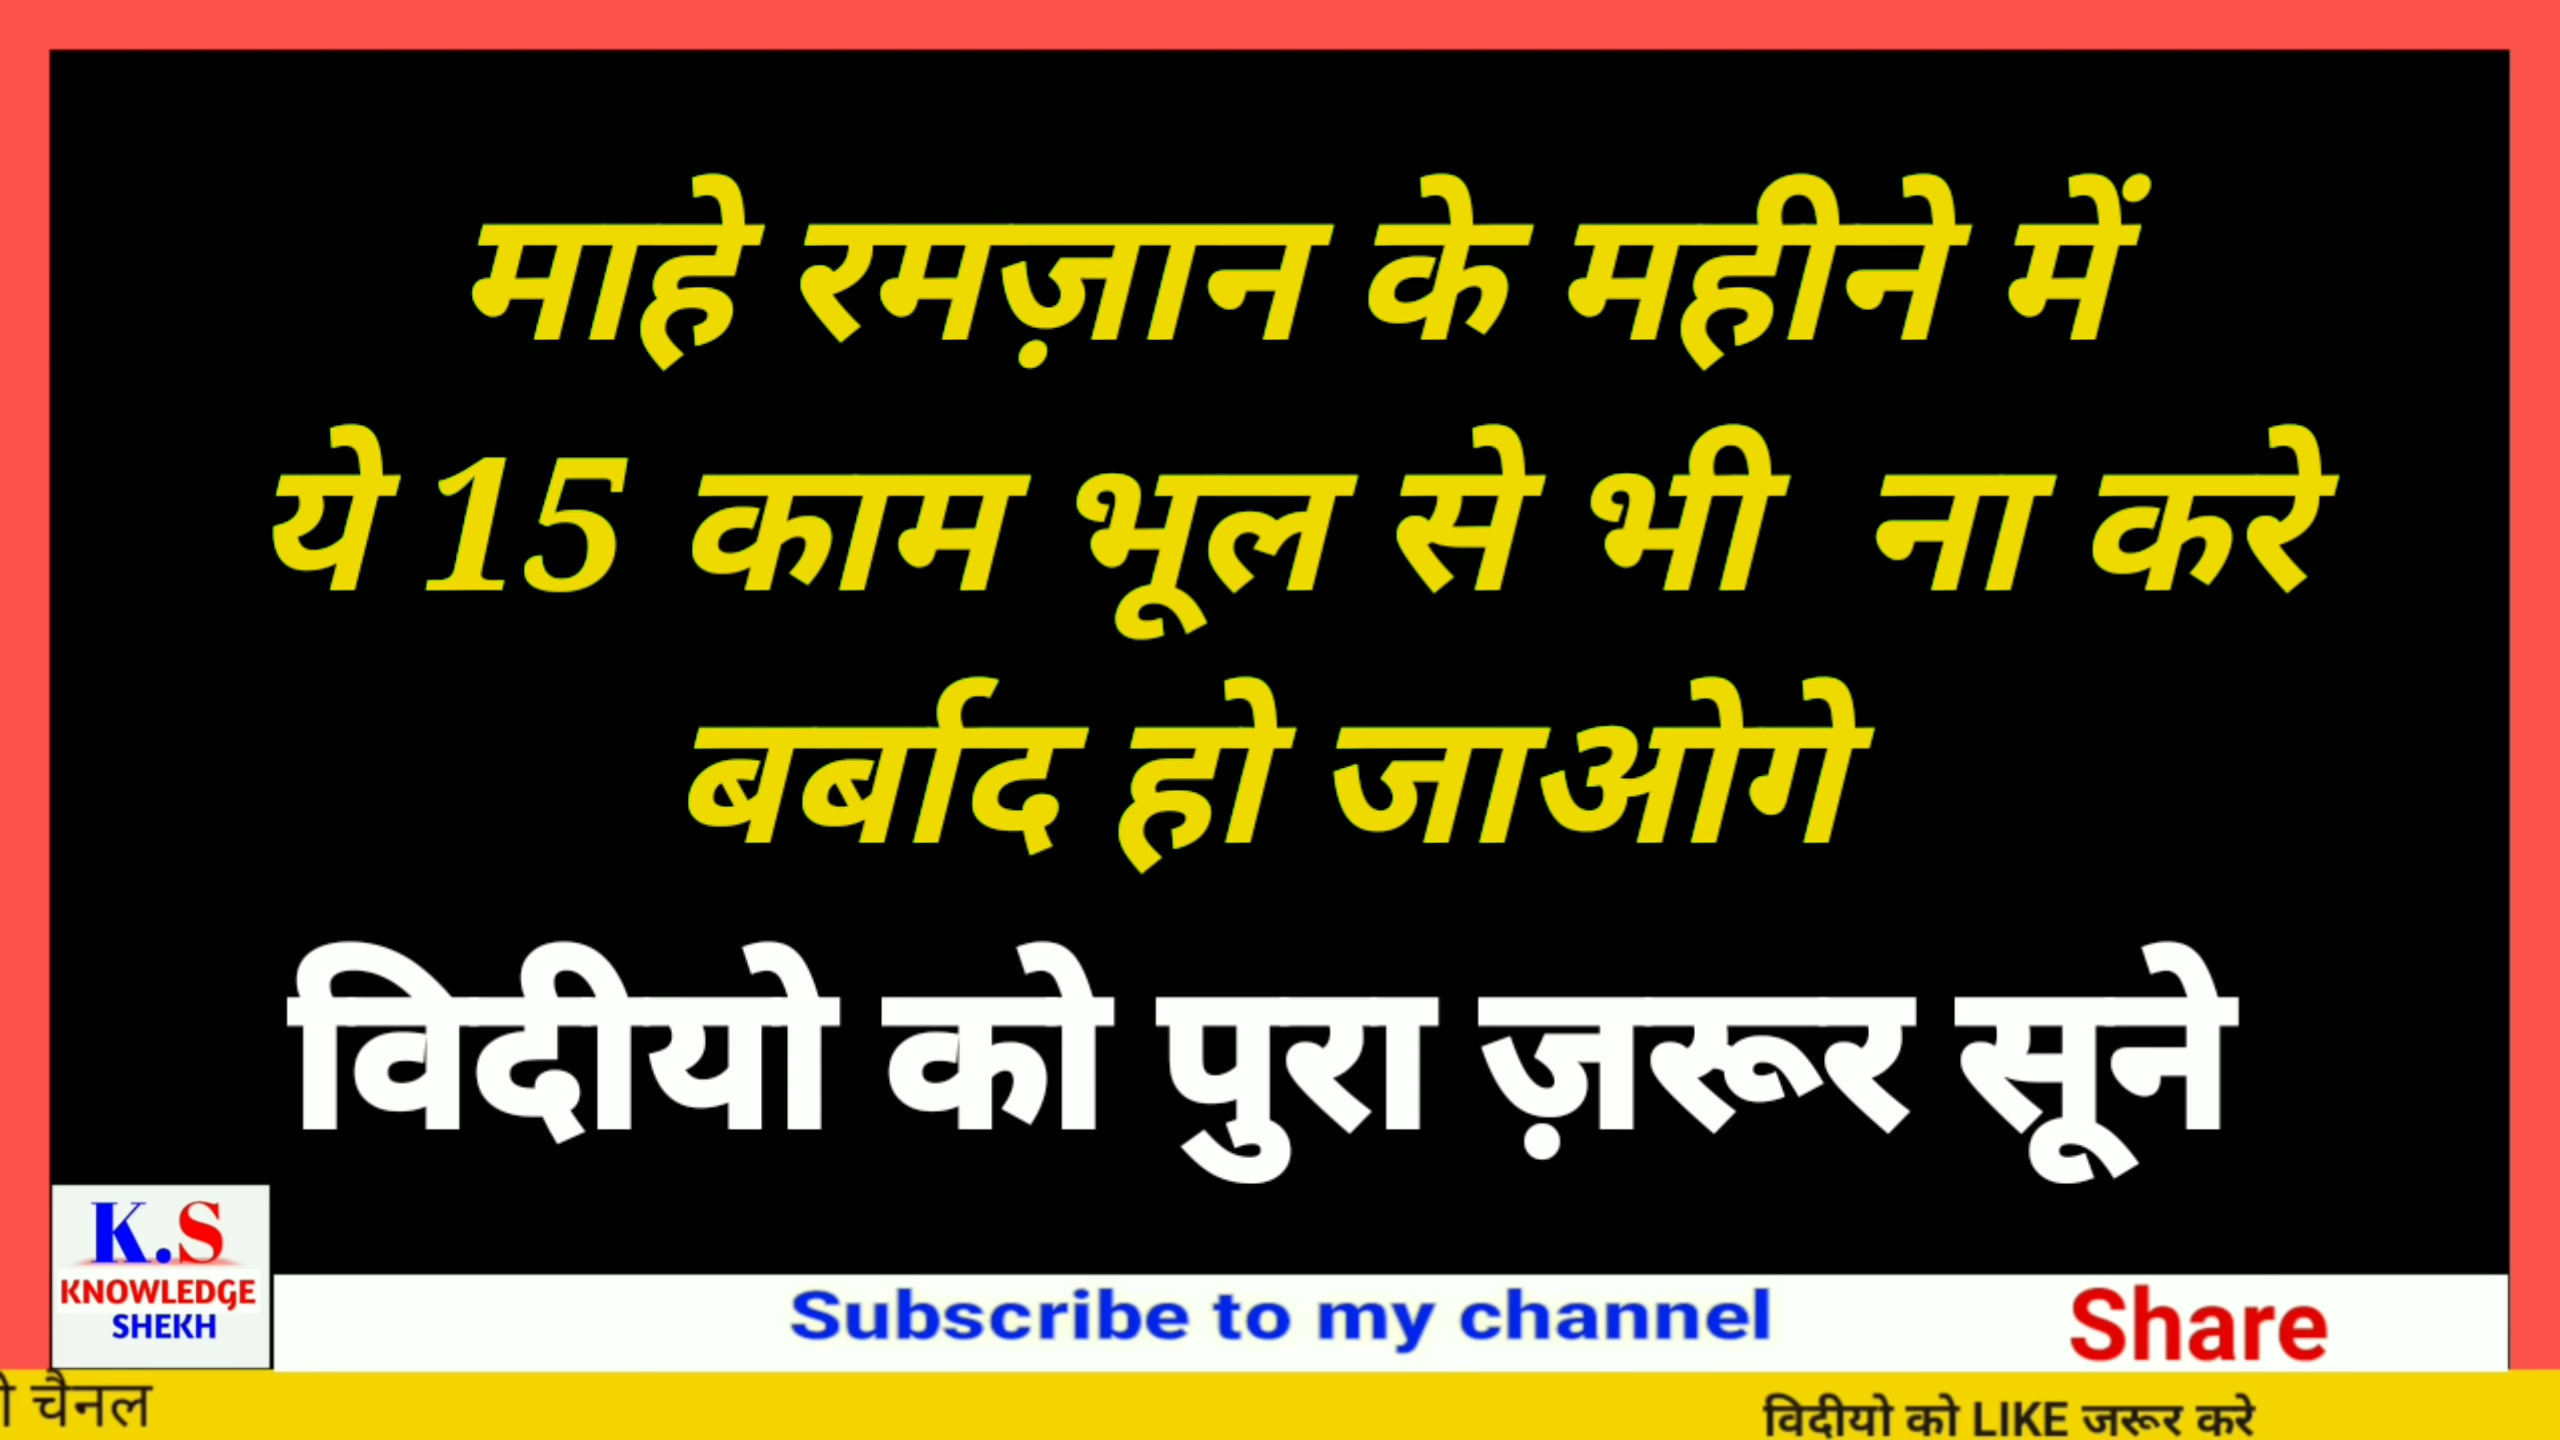 माहे रमज़ान के महीने में
ये 15 काम भूल से भी ना करे
बर्बाद हो जाओगे
विदीयो को पुरा ज़रूर सूने
K.S
KNOWLEDGE
SHEKH
Subscribe to my channel
Share
चैनल
विदीयो को LIKE जरूर करे